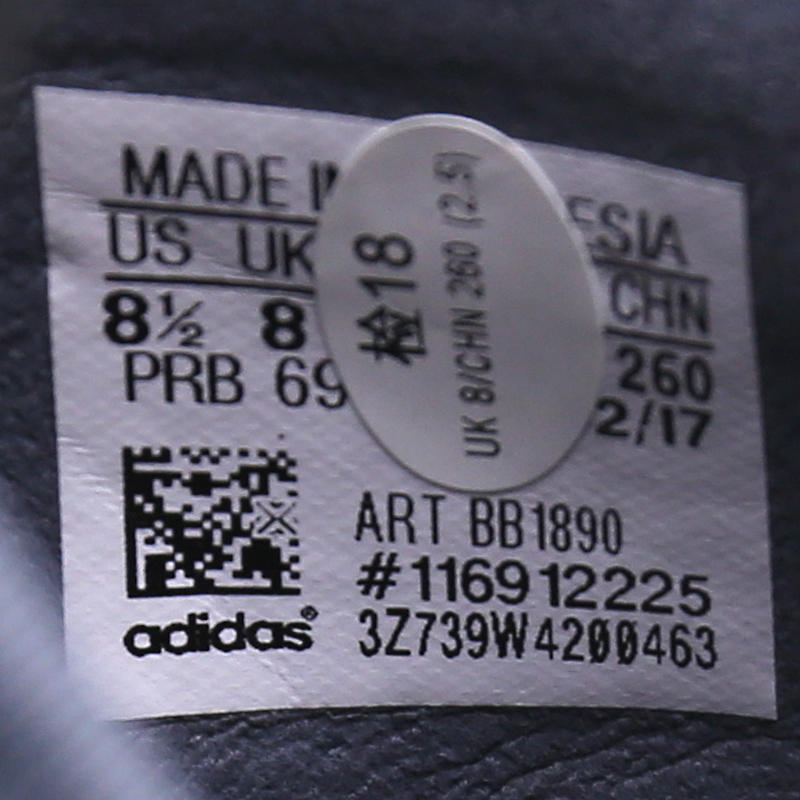 MADE IN ESIA
US UK CHN
8½ 8 260
PRB 69 2/17
检18
UK 8/CHN 260 (2.5)
ART BB1890
#116912225
adidas® 3Z739W4200463